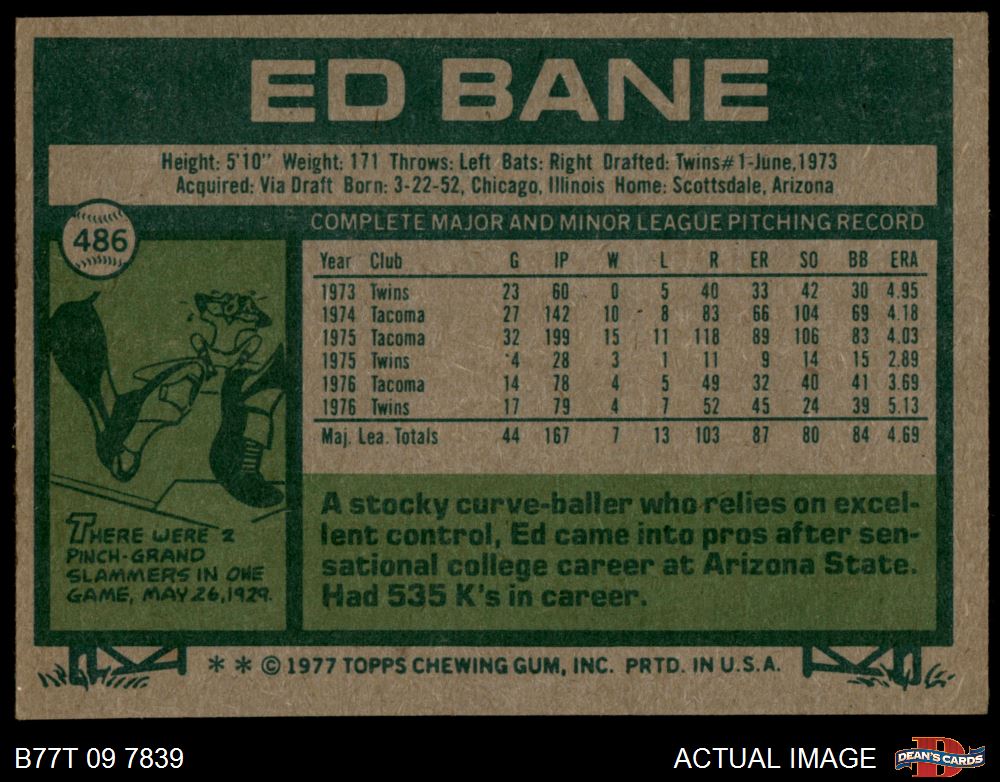 ED BANE
Height: 5'10" Weight: 171 Throws: Left Bats: Right Drafted: Twins#1-June,1973
Acquired: Via Draft Born: 3-22-52, Chicago, Illinois Home: Scottsdale, Arizona
486
COMPLETE MAJOR AND MINOR LEAGUE PITCHING RECORD
Year Club G IP W L R ER SO BB ERA
1973 Twins 23 60 0 5 40 33 42 30 4.95
1974 Tacoma 27 142 10 8 83 66 104 69 4.18
1975 Tacoma 32 199 15 11 118 89 106 83 4.03
1975 Twins 4 28 3 1 11 9 14 15 2.89
1976 Tacoma 14 78 4 5 49 32 40 41 3.69
1976 Twins 17 79 4 7 52 45 24 39 5.13
Maj. Lea. Totals 44 167 7 13 103 87 80 84 4.69
THERE WERE 2
PINCH-GRAND
SLAMMERS IN ONE
GAME, MAY 26, 1929.
A stocky curve-baller who relies on excel-
lent control, Ed came into pros after sen-
sational college career at Arizona State.
Had 535 K's in career.
* * © 1977 TOPPS CHEWING GUM, INC. PRTD. IN U.S.A.
B77T 09 7839
ACTUAL IMAGE
D
DEAN'S CARDS